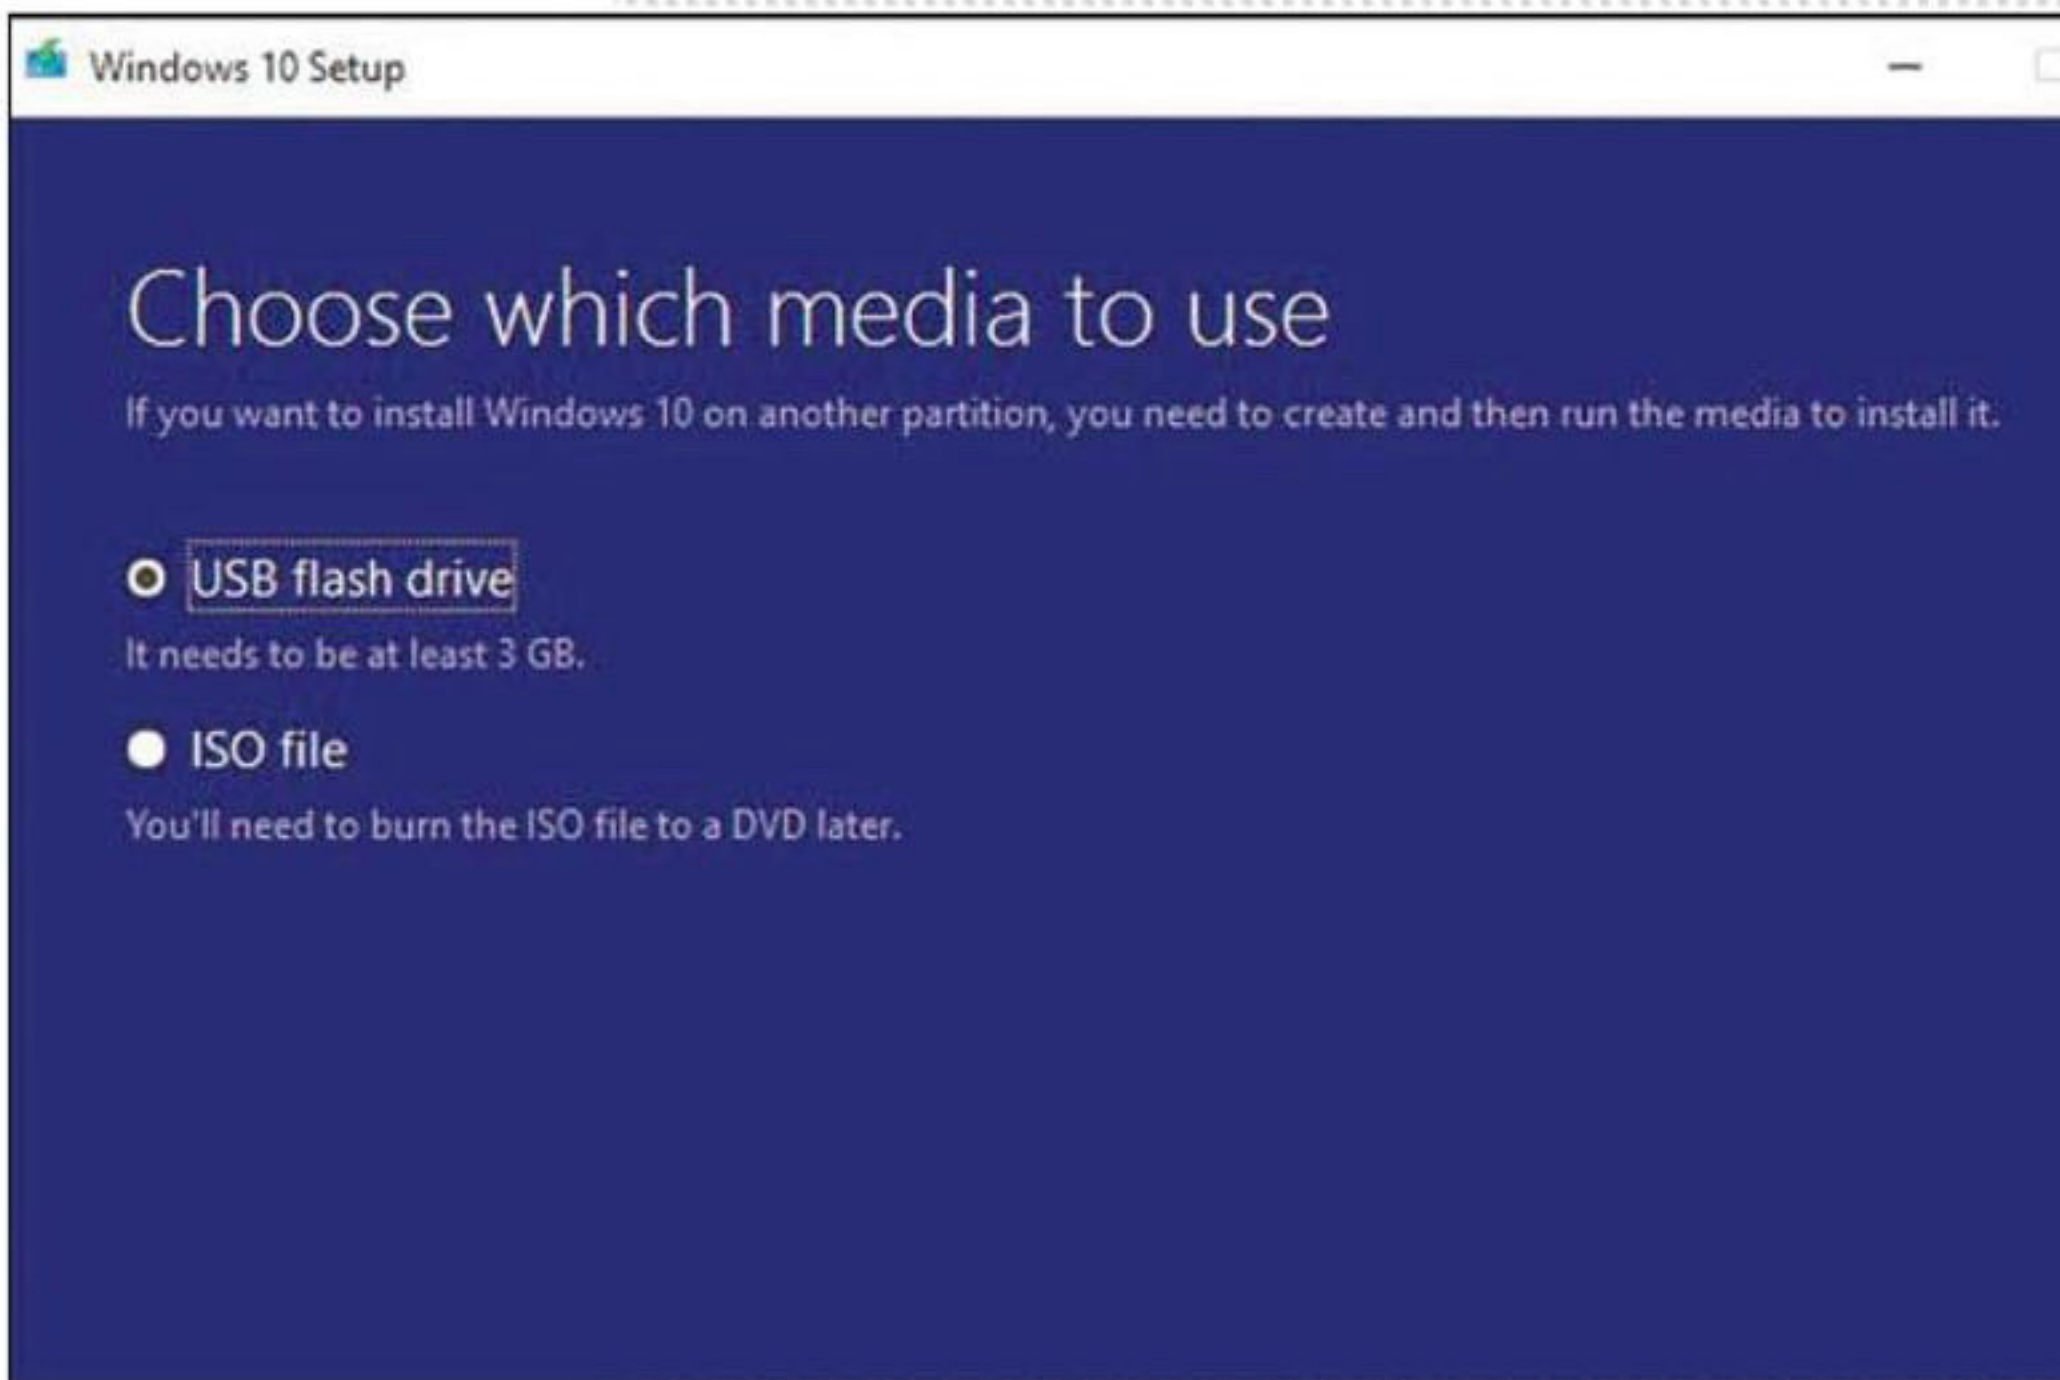 Windows 10 Setup
Choose which media to use
If you want to install Windows 10 on another partition, you need to create and then run the media to install it.
USB flash drive
It needs to be at least 3 GB.
ISO file
You'll need to burn the ISO file to a DVD later.